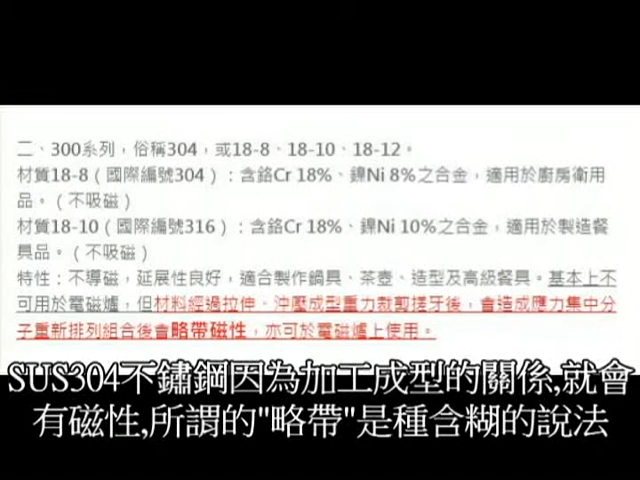 二、300系列，俗稱304，或18-8、18-10、18-12。
材質18-8（國際編號304）：含鉻Cr 18%、鎳Ni 8%之合金，適用於廚房衛用
品。（不吸磁）
材質18-10（國際編號316）：含鉻Cr 18%、鎳Ni 10%之合金，適用於製造餐
具品。（不吸磁）
特性：不導磁，延展性良好，適合製作鍋具、茶壺、造型及高級餐具。基本上不
可用於電磁爐，但材料經過拉伸、沖壓成型重力裁剪搓牙後，會造成應力集中分
子重新排列組合後會略帶磁性，亦可於電磁爐上使用。
SUS304不鏽鋼因為加工成型的關係,就會
有磁性,所謂的"略帶"是種含糊的說法